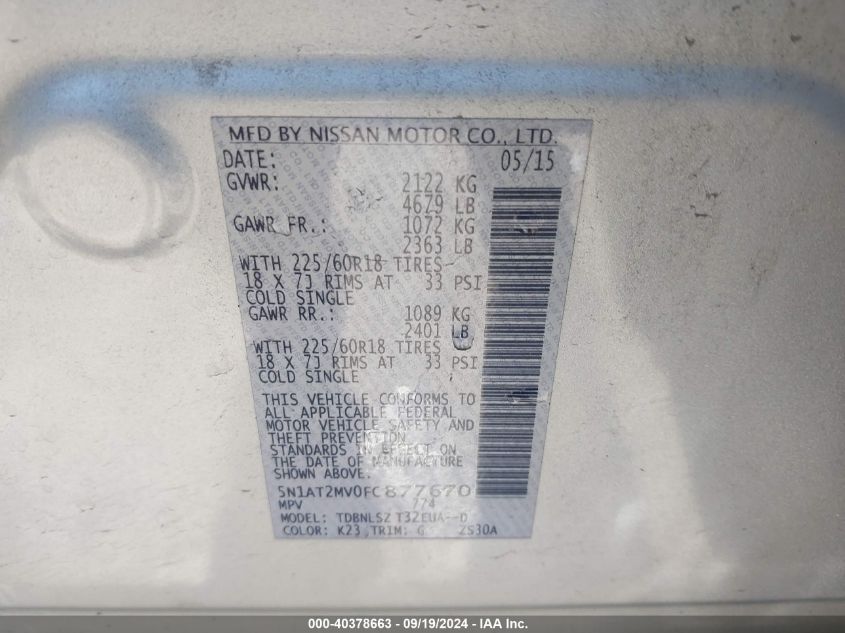 MFD BY NISSAN MOTOR CO., LTD.
DATE: 05/15
GVWR: 2122 KG
4679 LB
GAWR FR.: 1072 KG
2363 LB
WITH 225/60R18 TIRES
18 X 7J RIMS AT 33 PSI
COLD SINGLE
GAWR RR.: 1089 KG
2401 LB
WITH 225/60R18 TIRES
18 X 7J RIMS AT 33 PSI
COLD SINGLE
THIS VEHICLE CONFORMS TO
ALL APPLICABLE FEDERAL
MOTOR VEHICLE SAFETY AND
THEFT PREVENTION
STANDARDS IN EFFECT ON
THE DATE OF MANUFACTURE
SHOWN ABOVE.
5N1AT2MV0FC877670
MPV 774
MODEL: TDBNLSZ T32EUA--D
COLOR: K23 TRIM: G 2S30A
000-40378663 - 09/19/2024 - IAA Inc.